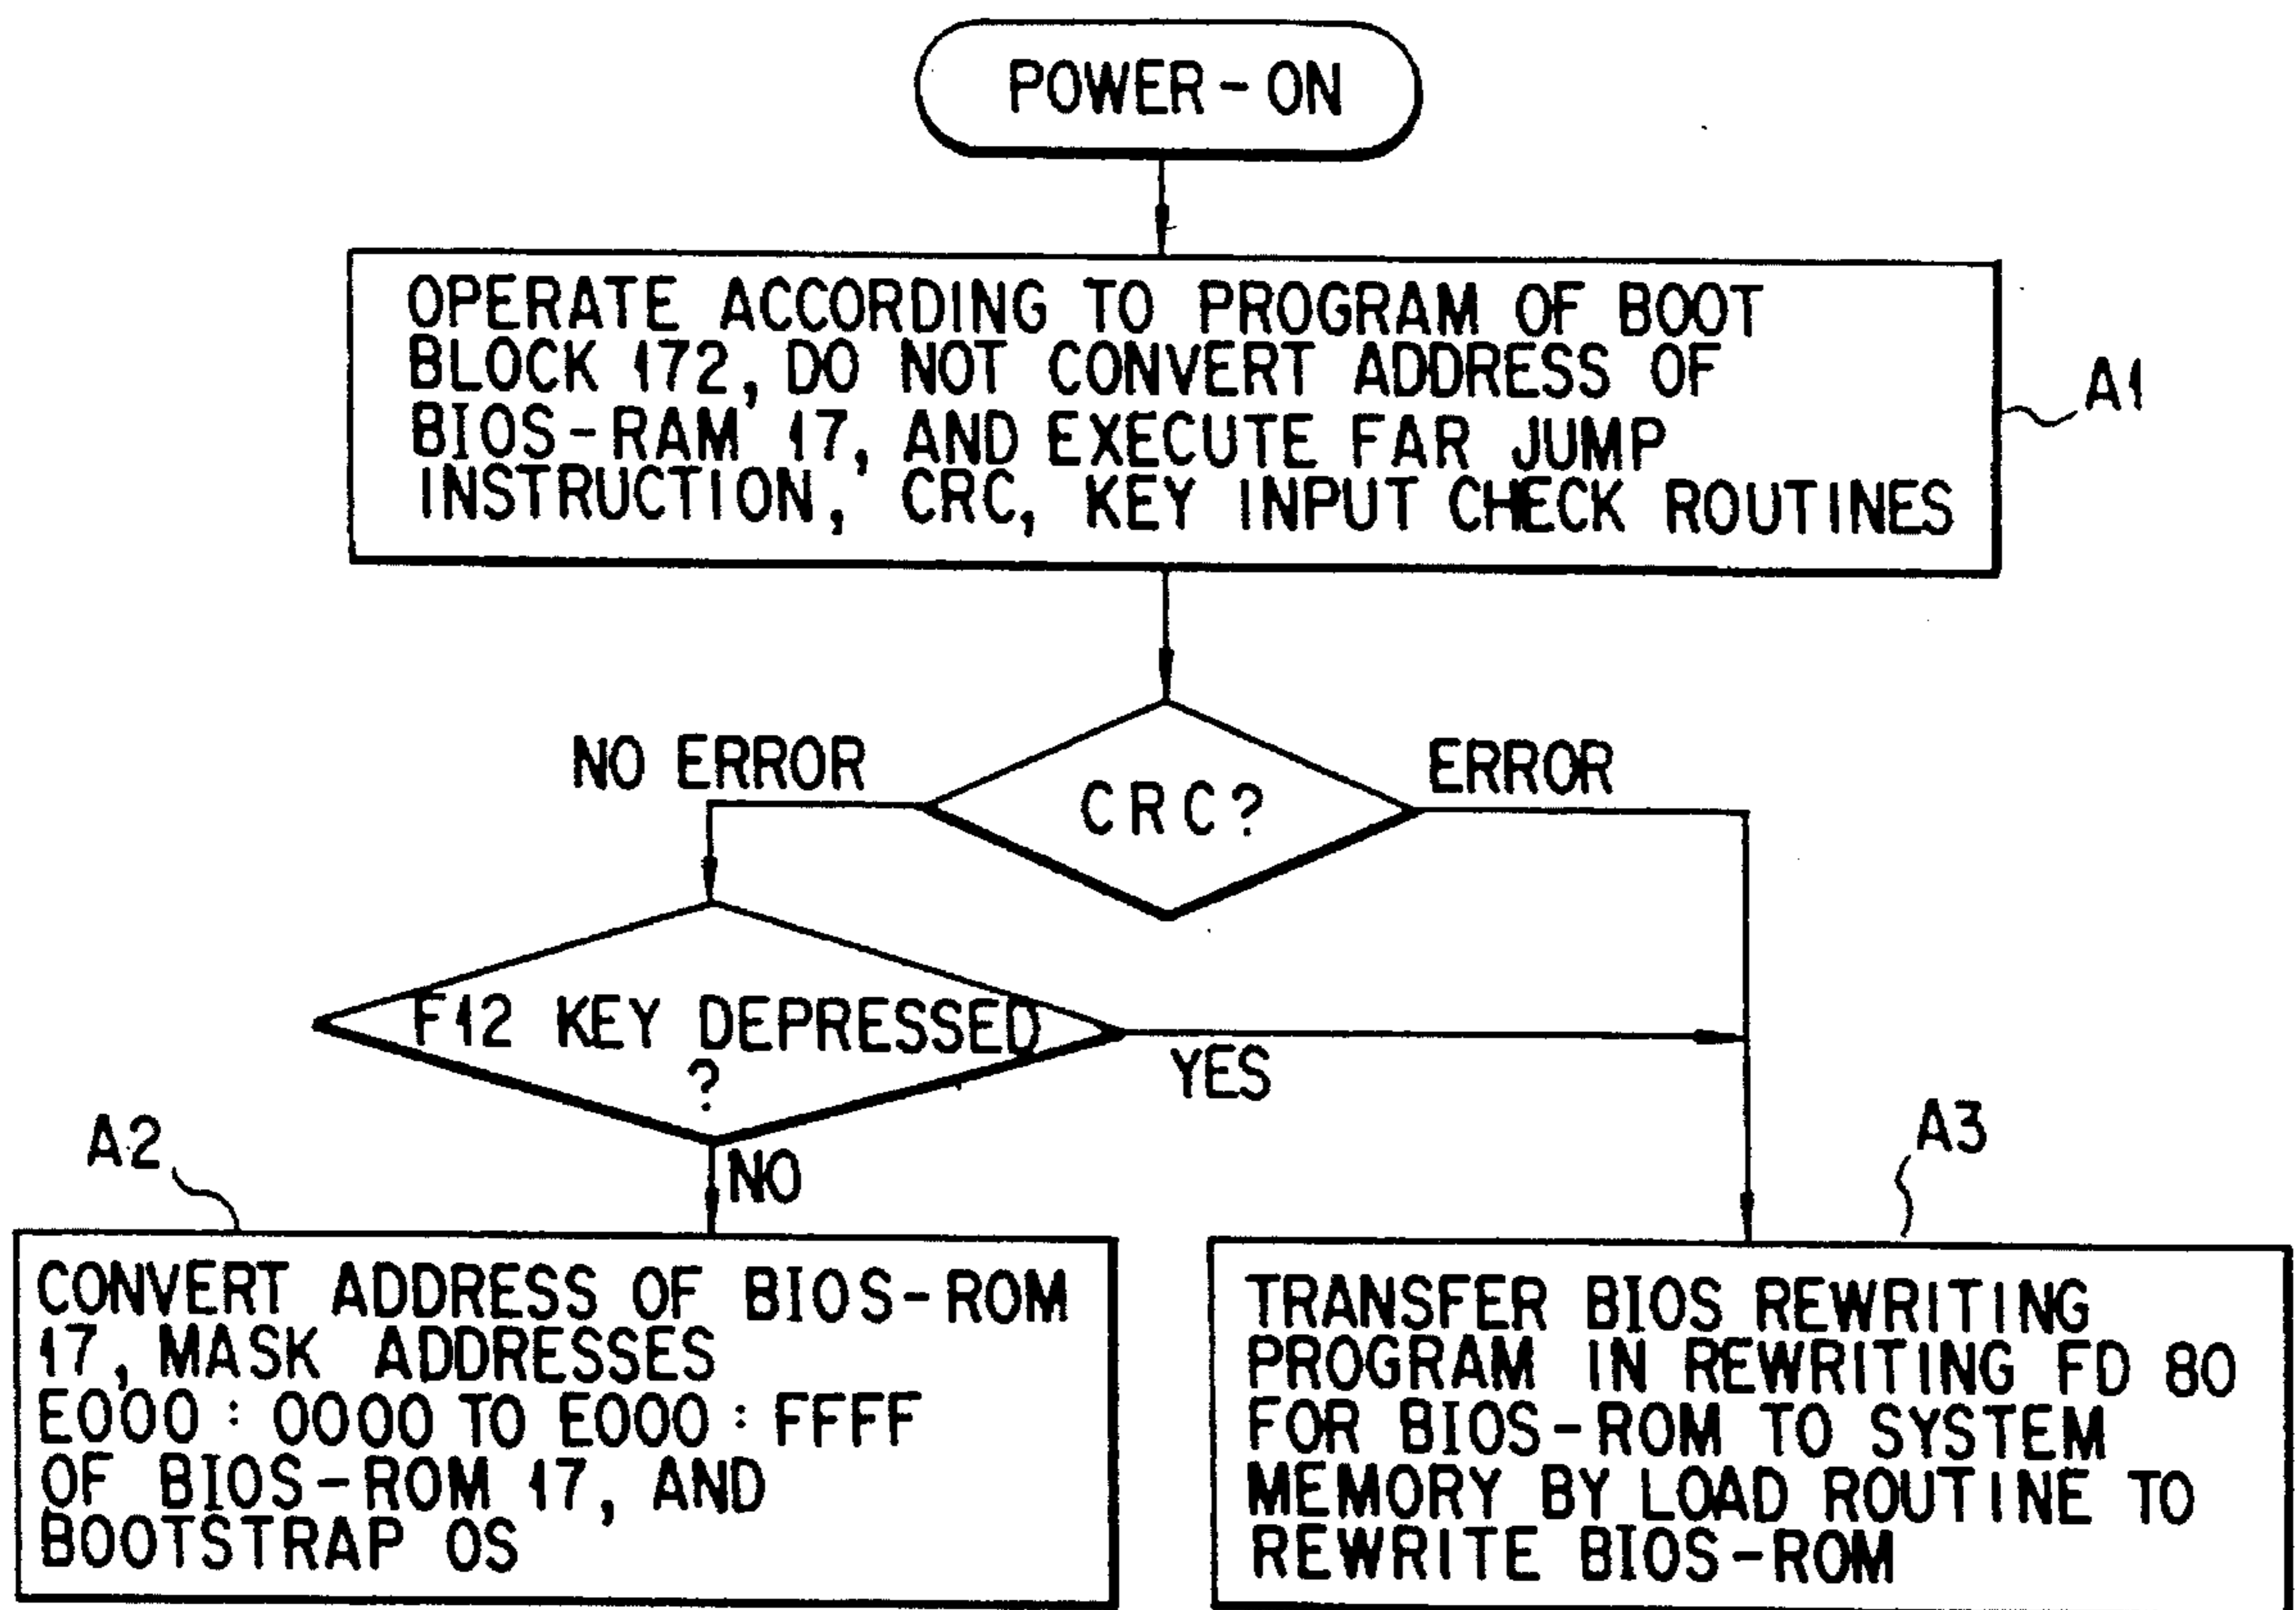 POWER-ON
OPERATE ACCORDING TO PROGRAM OF BOOT
BLOCK 172, DO NOT CONVERT ADDRESS OF
BIOS-RAM 17, AND EXECUTE FAR JUMP
INSTRUCTION, CRC, KEY INPUT CHECK ROUTINES
A1
NO ERROR
CRC?
ERROR
F12 KEY DEPRESSED
?
YES
NO
A2
CONVERT ADDRESS OF BIOS-ROM
17, MASK ADDRESSES
E000 : 0000 TO E000 : FFFF
OF BIOS-ROM 17, AND
BOOTSTRAP OS
A3
TRANSFER BIOS REWRITING
PROGRAM IN REWRITING FD 80
FOR BIOS-ROM TO SYSTEM
MEMORY BY LOAD ROUTINE TO
REWRITE BIOS-ROM